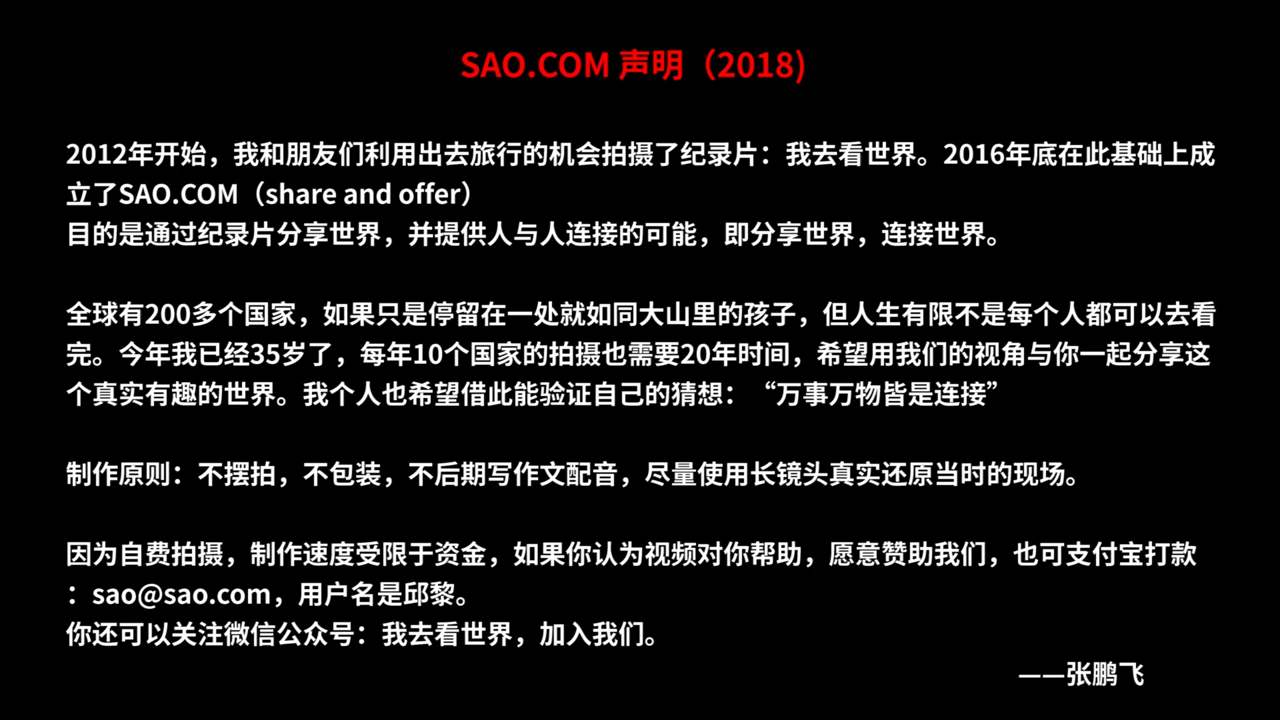 SAO.COM 声明（2018)
2012年开始，我和朋友们利用出去旅行的机会拍摄了纪录片：我去看世界。2016年底在此基础上成
立了SAO.COM（share and offer）
目的是通过纪录片分享世界，并提供人与人连接的可能，即分享世界，连接世界。
全球有200多个国家，如果只是停留在一处就如同大山里的孩子，但人生有限不是每个人都可以去看
完。今年我已经35岁了，每年10个国家的拍摄也需要20年时间，希望用我们的视角与你一起分享这
个真实有趣的世界。我个人也希望借此能验证自己的猜想：“万事万物皆是连接”
制作原则：不摆拍，不包装，不后期写作文配音，尽量使用长镜头真实还原当时的现场。
因为自费拍摄，制作速度受限于资金，如果你认为视频对你帮助，愿意赞助我们，也可支付宝打款
：sao@sao.com，用户名是邱黎。
你还可以关注微信公众号：我去看世界，加入我们。
——张鹏飞